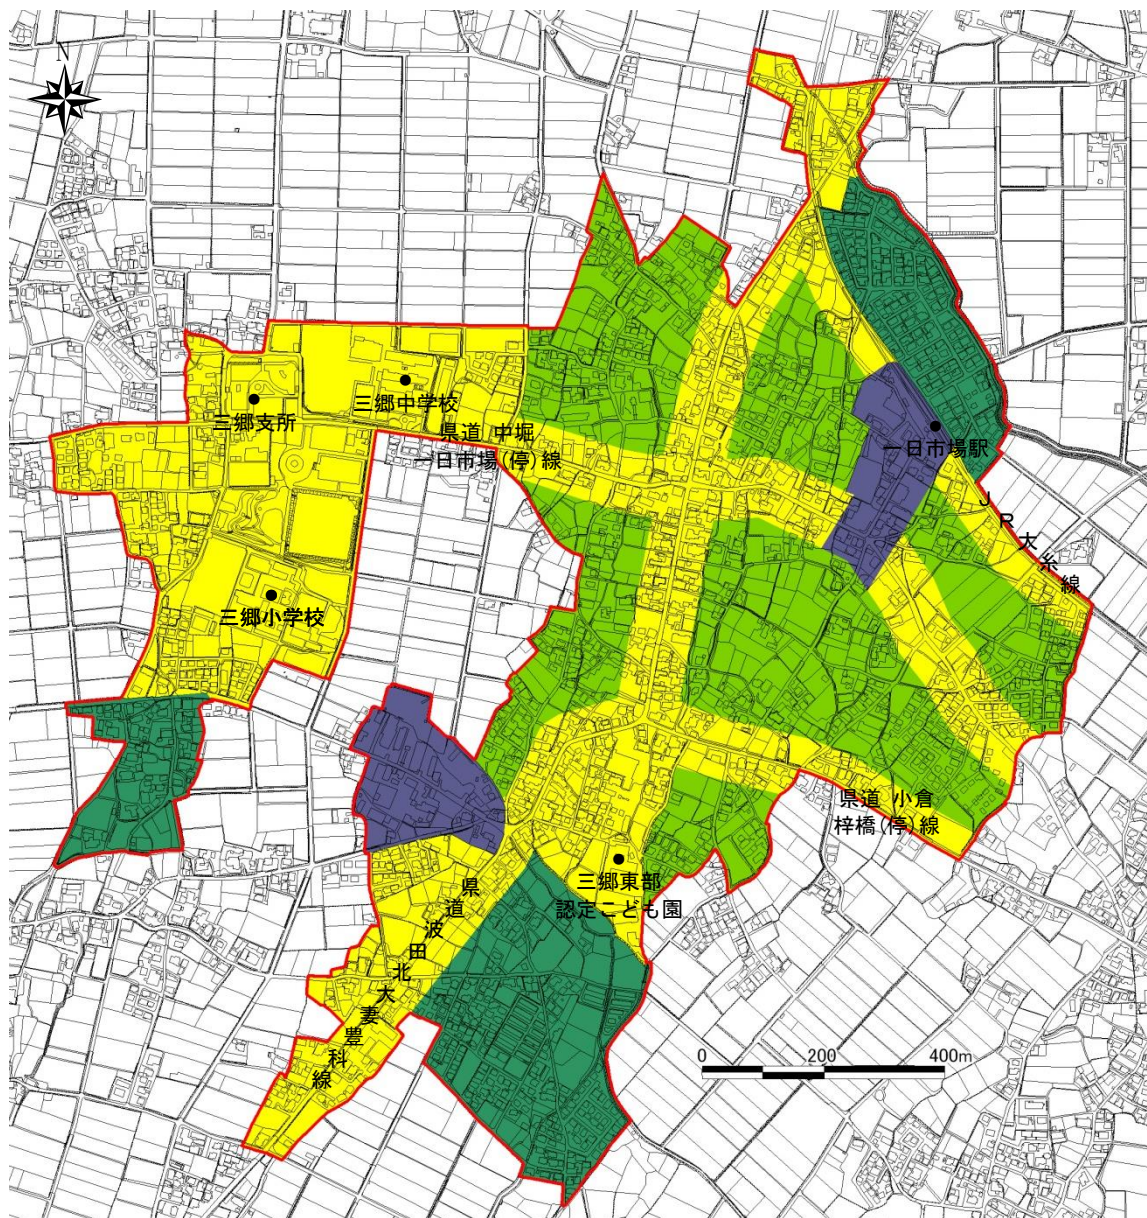 N
三郷中学校
三郷支所
県道 中堀
一日市場(停)線
一日市場駅
JR大糸線
三郷小学校
県道 小倉
梓橋(停)線
三郷東部
認定こども園
県道波田北大妻豊科線
0 200 400m